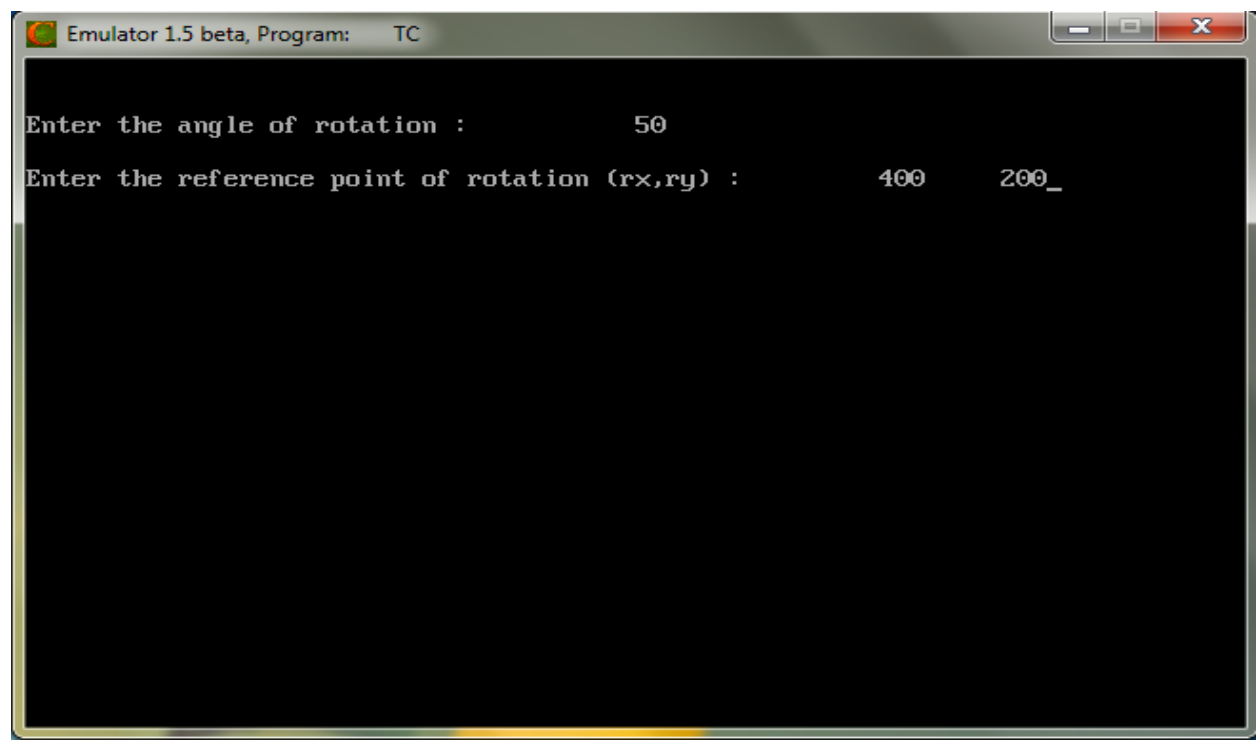 Emulator 1.5 beta, Program: TC
Enter the angle of rotation : 50
Enter the reference point of rotation (rx,ry) : 400 200_